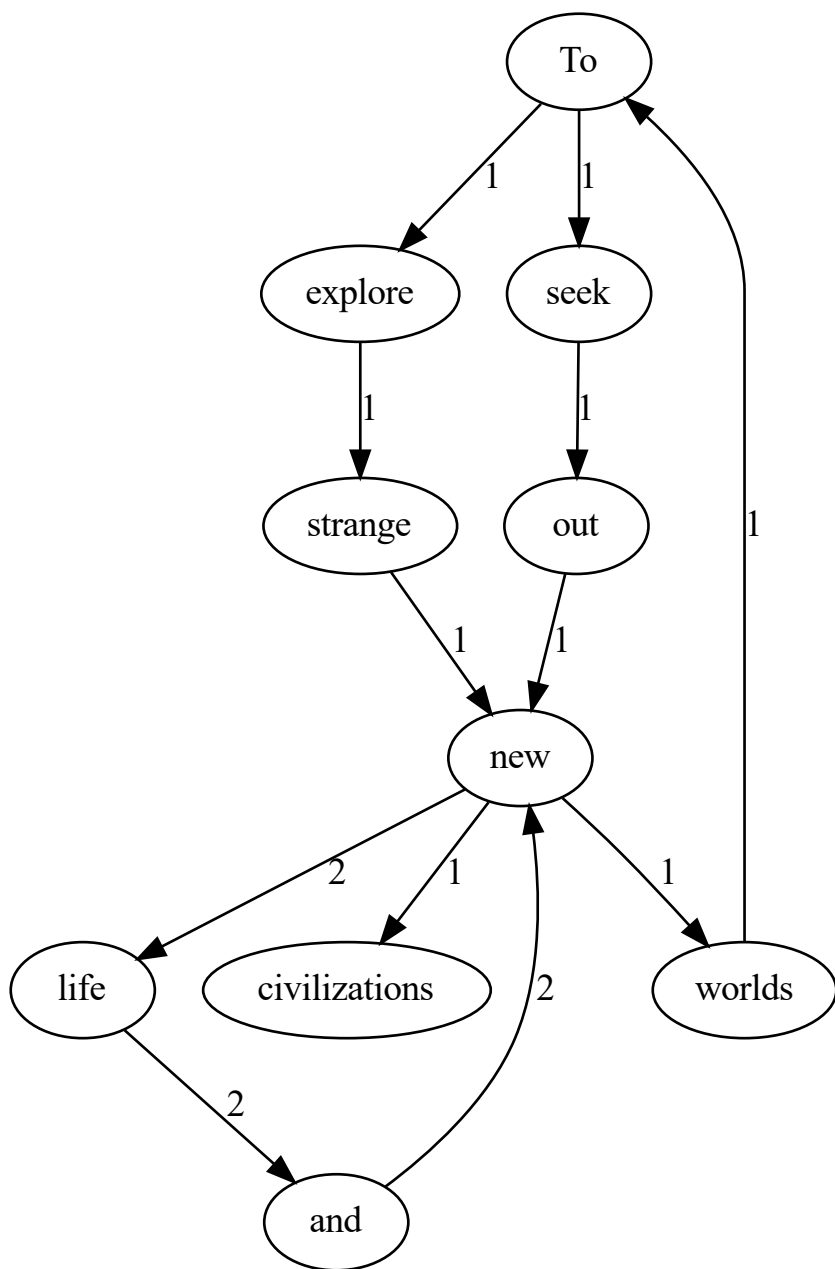 To
1
1
explore
seek
1
1
1
strange
out
1
1
new
2
1
1
life
civilizations
worlds
2
2
and